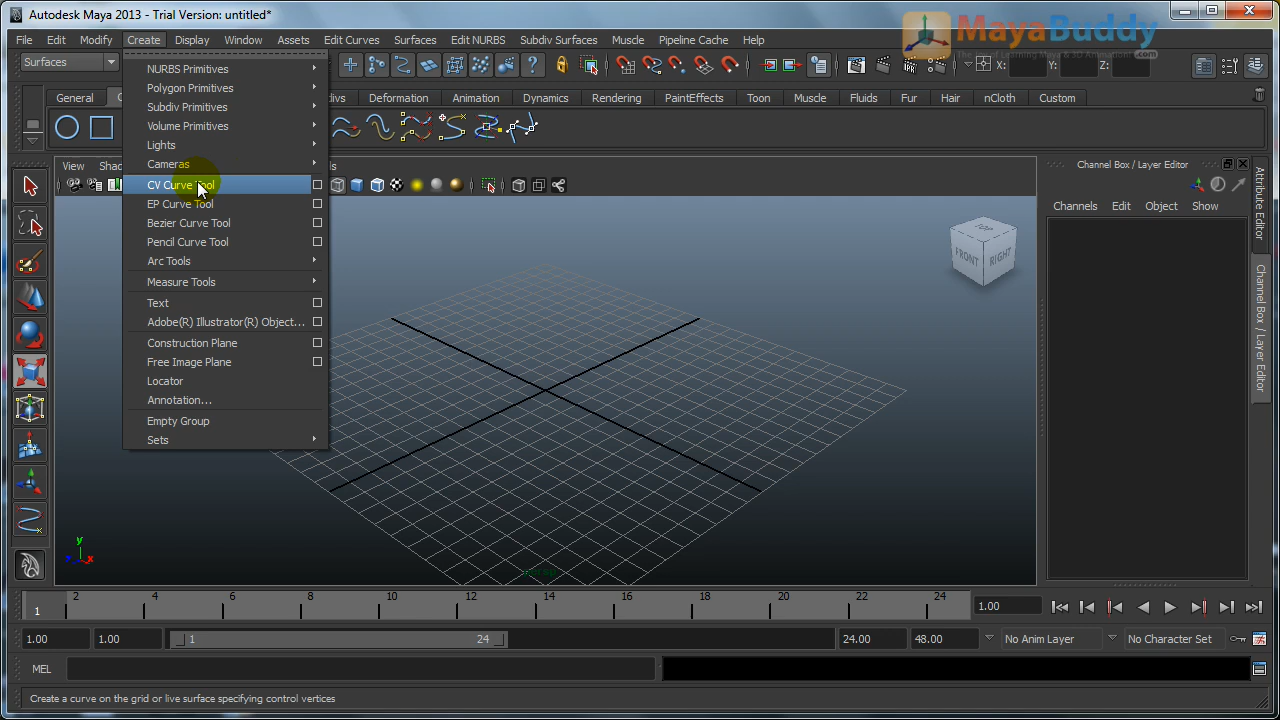 Autodesk Maya 2013 - Trial Version: untitled*
MayaBuddy
.com
File Edit Modify Create Display Window Assets Edit Curves Surfaces Edit NURBS Subdiv Surfaces Muscle Pipeline Cache Help
Surfaces
X: Y: Z:
General C divs Deformation Animation Dynamics Rendering PaintEffects Toon Muscle Fluids Fur Hair nCloth Custom
NURBS Primitives
Polygon Primitives
Subdiv Primitives
Volume Primitives
Lights
Cameras
CV Curve Tool
EP Curve Tool
Bezier Curve Tool
Pencil Curve Tool
Arc Tools
Measure Tools
Text
Adobe(R) Illustrator(R) Object...
Construction Plane
Free Image Plane
Locator
Annotation...
Empty Group
Sets
View Shad ls
TOP
FRONT
RIGHT
y
z x
persp
Channel Box / Layer Editor
Channels Edit Object Show
Attribute Editor
Channel Box / Layer Editor
1 2 4 6 8 10 12 14 16 18 20 22 24
1.00
1.00 1.00 1 24 24.00 48.00 No Anim Layer No Character Set
MEL
Create a curve on the grid or live surface specifying control vertices